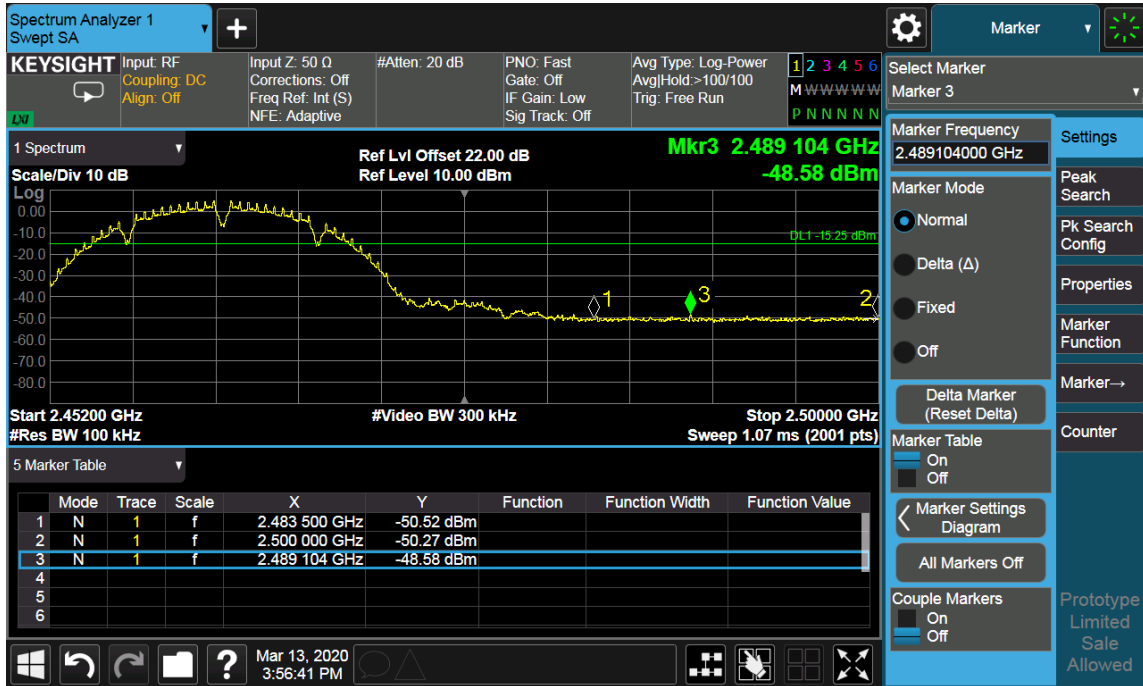 Spectrum Analyzer 1
Swept SA
+
Marker
KEYSIGHT
LXI
Input: RF
Coupling: DC
Align: Off
Input Z: 50 Ω
Corrections: Off
Freq Ref: Int (S)
NFE: Adaptive
#Atten: 20 dB
PNO: Fast
Gate: Off
IF Gain: Low
Sig Track: Off
Avg Type: Log-Power
Avg|Hold:>100/100
Trig: Free Run
1 2 3 4 5 6
M W W W W W
P N N N N N
Select Marker
Marker 3
1 Spectrum
Scale/Div 10 dB
Ref Lvl Offset 22.00 dB
Ref Level 10.00 dBm
Mkr3 2.489 104 GHz
-48.58 dBm
Log
0.00
-10.0
-20.0
-30.0
-40.0
-50.0
-60.0
-70.0
-80.0
DL1 -15.25 dBm
1
3
2
Start 2.45200 GHz
#Res BW 100 kHz
#Video BW 300 kHz
Stop 2.50000 GHz
Sweep 1.07 ms (2001 pts)
5 Marker Table
Mode Trace Scale X Y Function Function Width Function Value
1 N 1 f 2.483 500 GHz -50.52 dBm
2 N 1 f 2.500 000 GHz -50.27 dBm
3 N 1 f 2.489 104 GHz -48.58 dBm
4
5
6
Marker Frequency
2.489104000 GHz
Marker Mode
Normal
Delta (Δ)
Fixed
Off
Delta Marker
(Reset Delta)
Marker Table
On
Off
Marker Settings
Diagram
All Markers Off
Couple Markers
On
Off
Settings
Peak
Search
Pk Search
Config
Properties
Marker
Function
Marker→
Counter
Prototype
Limited
Sale
Allowed
?
Mar 13, 2020
3:56:41 PM